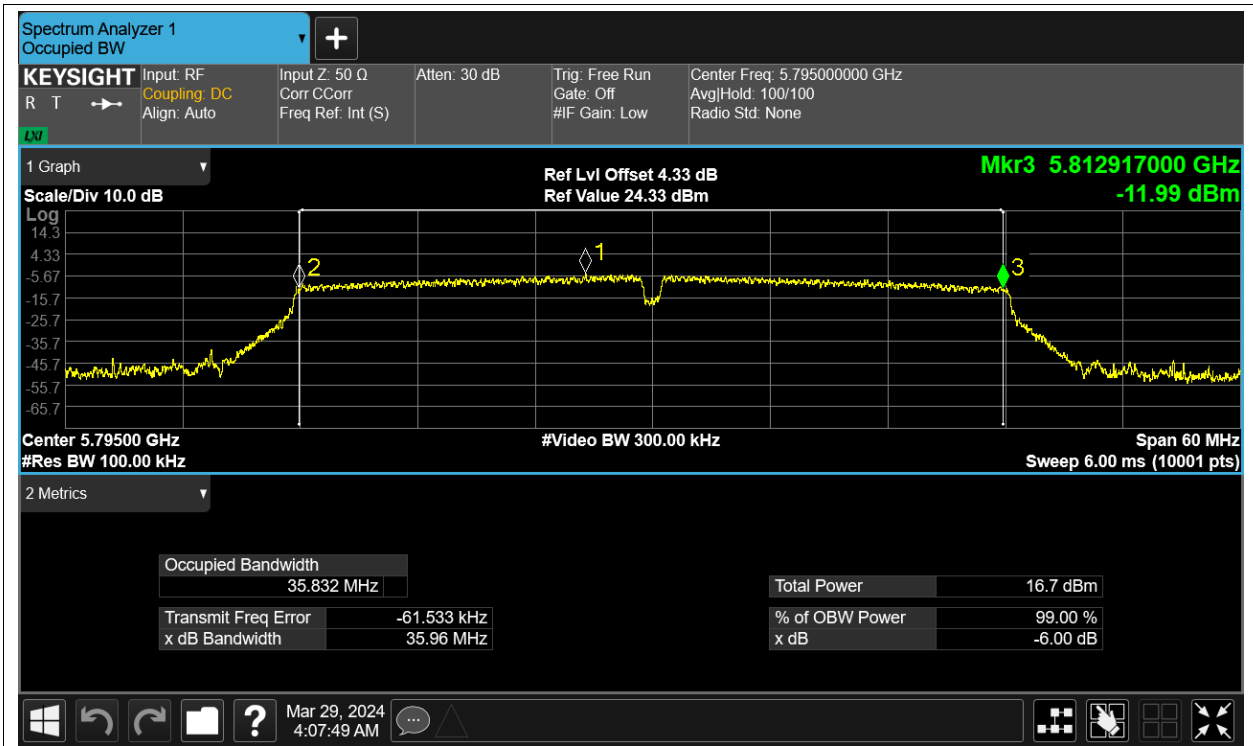 Spectrum Analyzer 1
Occupied BW
KEYSIGHT Input: RF Input Z: 50 Ω Atten: 30 dB Trig: Free Run Center Freq: 5.795000000 GHz
R T Coupling: DC Corr CCorr Gate: Off Avg|Hold: 100/100
Align: Auto Freq Ref: Int (S) #IF Gain: Low Radio Std: None
LXI
1 Graph Ref Lvl Offset 4.33 dB Mkr3 5.812917000 GHz
Scale/Div 10.0 dB Ref Value 24.33 dBm -11.99 dBm
Log
14.3
4.33
-5.67
-15.7
-25.7
-35.7
-45.7
-55.7
-65.7
2
1
3
Center 5.79500 GHz #Video BW 300.00 kHz Span 60 MHz
#Res BW 100.00 kHz Sweep 6.00 ms (10001 pts)
2 Metrics
Occupied Bandwidth
35.832 MHz Total Power 16.7 dBm
Transmit Freq Error -61.533 kHz % of OBW Power 99.00 %
x dB Bandwidth 35.96 MHz x dB -6.00 dB
? Mar 29, 2024
4:07:49 AM